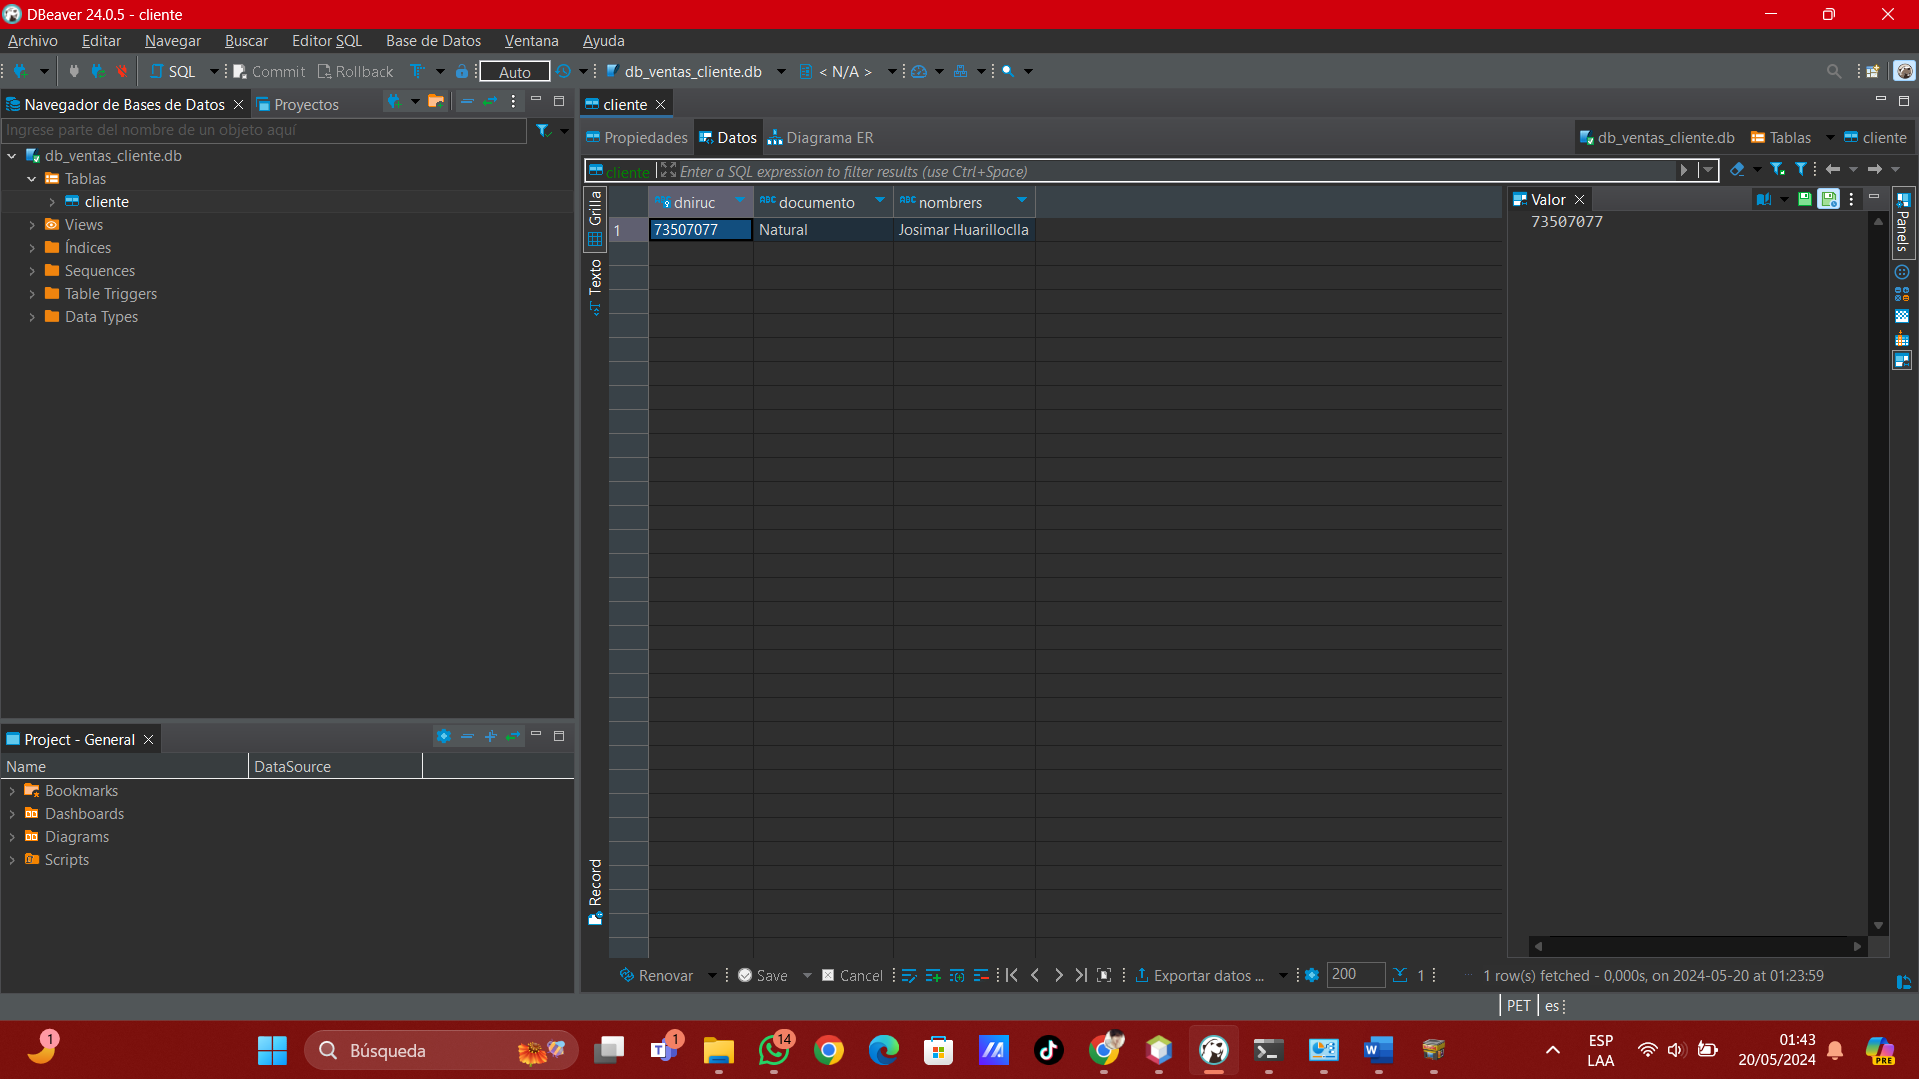 DBeaver 24.0.5 - cliente
Archivo Editar Navegar Buscar Editor SQL Base de Datos Ventana Ayuda
SQL Commit Rollback Auto db_ventas_cliente.db < N/A >
Navegador de Bases de Datos Proyectos
Ingrese parte del nombre de un objeto aquí
db_ventas_cliente.db
Tablas
cliente
Views
Índices
Sequences
Table Triggers
Data Types
Project - General
Name DataSource
Bookmarks
Dashboards
Diagrams
Scripts
cliente
Propiedades Datos Diagrama ER
db_ventas_cliente.db Tablas cliente
cliente Enter a SQL expression to filter results (use Ctrl+Space)
Grilla
Texto
Record
dniruc documento nombrers
1 73507077 Natural Josimar Huarilloclla
Valor
73507077
Panels
Renovar Save Cancel Exportar datos ... 200 1 1 row(s) fetched - 0,000s, on 2024-05-20 at 01:23:59
PET es
1 Búsqueda 1 14
ESP
LAA
01:43
20/05/2024
PRE